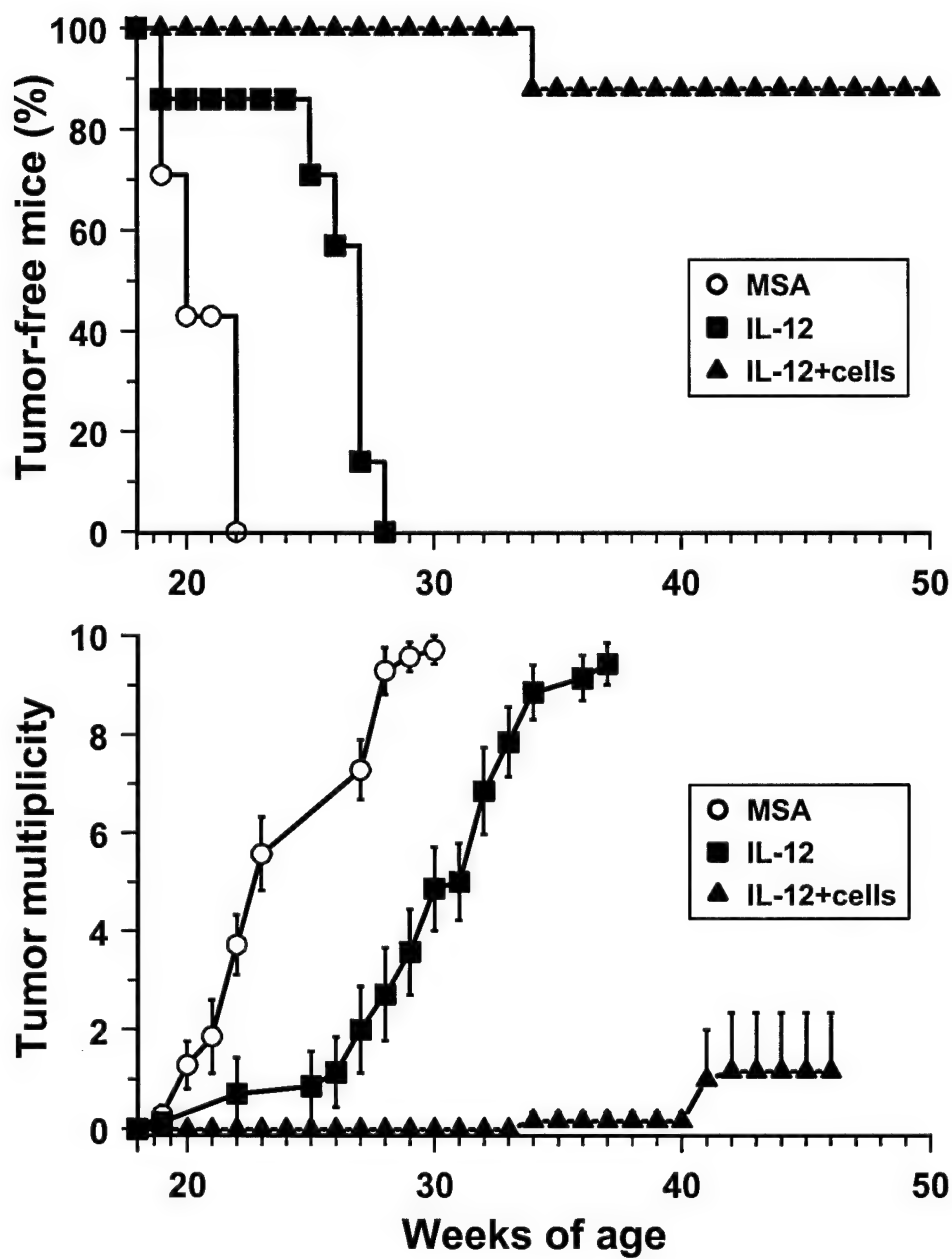 Tumor-free mice (%)
100
80
60
40
20
0
20 30 40 50
MSA
IL-12
IL-12+cells
Tumor multiplicity
10
8
6
4
2
0
20 30 40 50
MSA
IL-12
IL-12+cells
Weeks of age